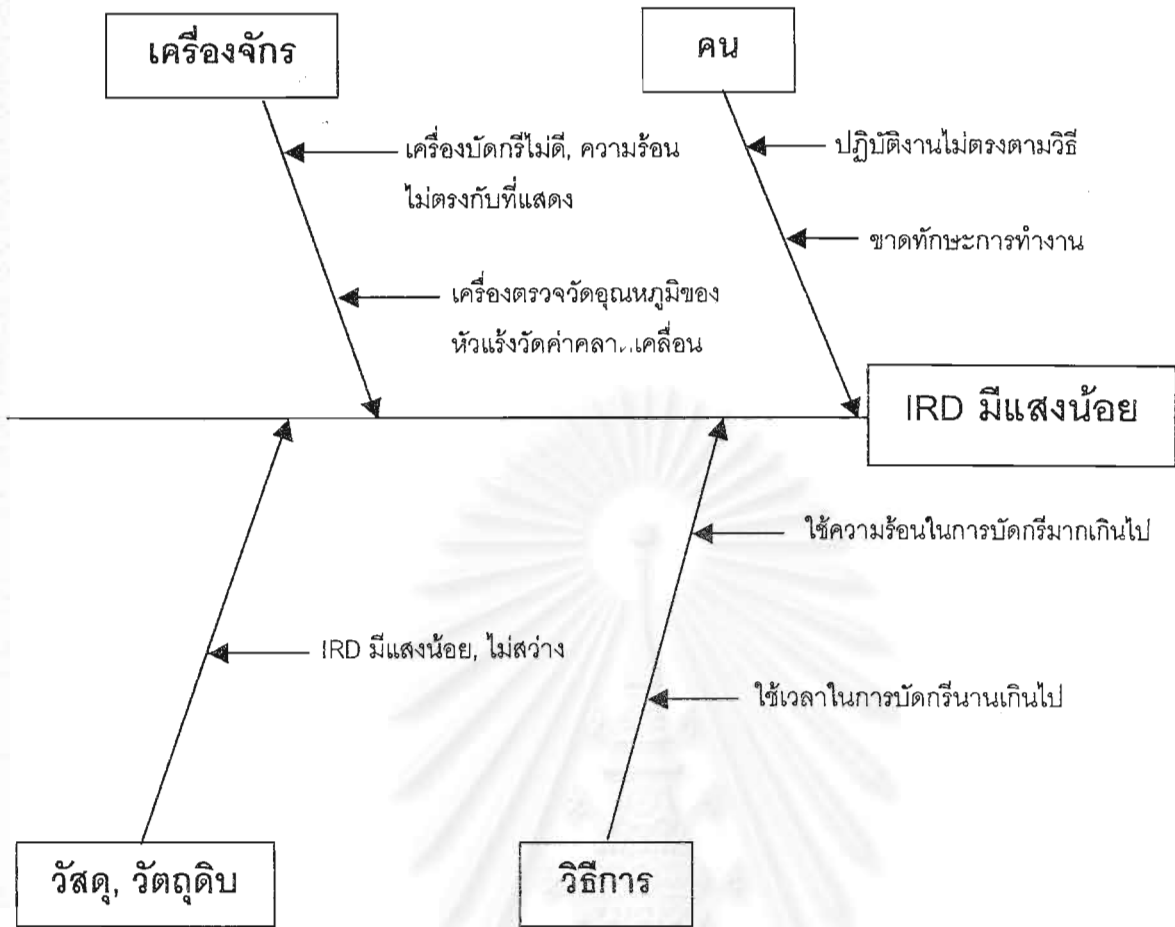 เครื่องจักร
คน
เครื่องบัดกรีไม่ดี, ความร้อน
ไม่ตรงกับที่แสดง
ปฏิบัติงานไม่ตรงตามวิธี
ขาดทักษะการทำงาน
เครื่องตรวจวัดอุณหภูมิของ
หัวแร้งวัดค่า
IRD มีแสงน้อย
ใช้ความร้อนในการบัดกรีมากเกินไป
IRD มีแสงน้อย, ไม่สว่าง
ใช้เวลาในการบัดกรีนานเกินไป
วัสดุ, วัตถุดิบ
วิธีการ